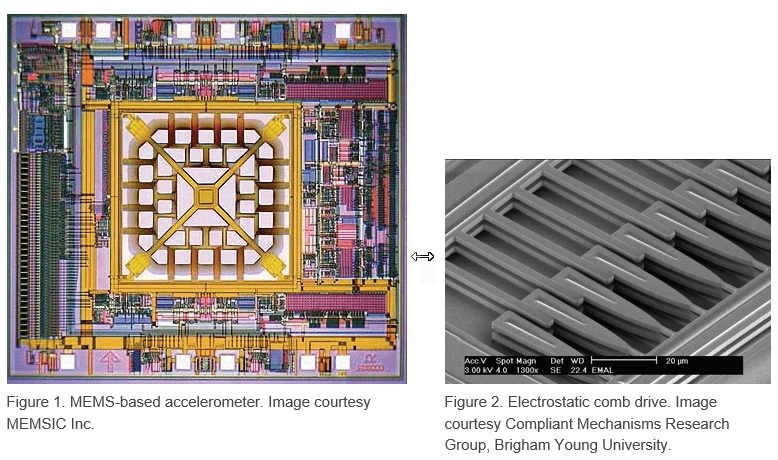 Acc.V Spot Magn Det WD 20 µm
3.00 kV 4.0 1300x SE 22.4 EMAL
Figure 1. MEMS-based accelerometer. Image courtesy
MEMSIC Inc.
Figure 2. Electrostatic comb drive. Image
courtesy Compliant Mechanisms Research
Group, Brigham Young University.